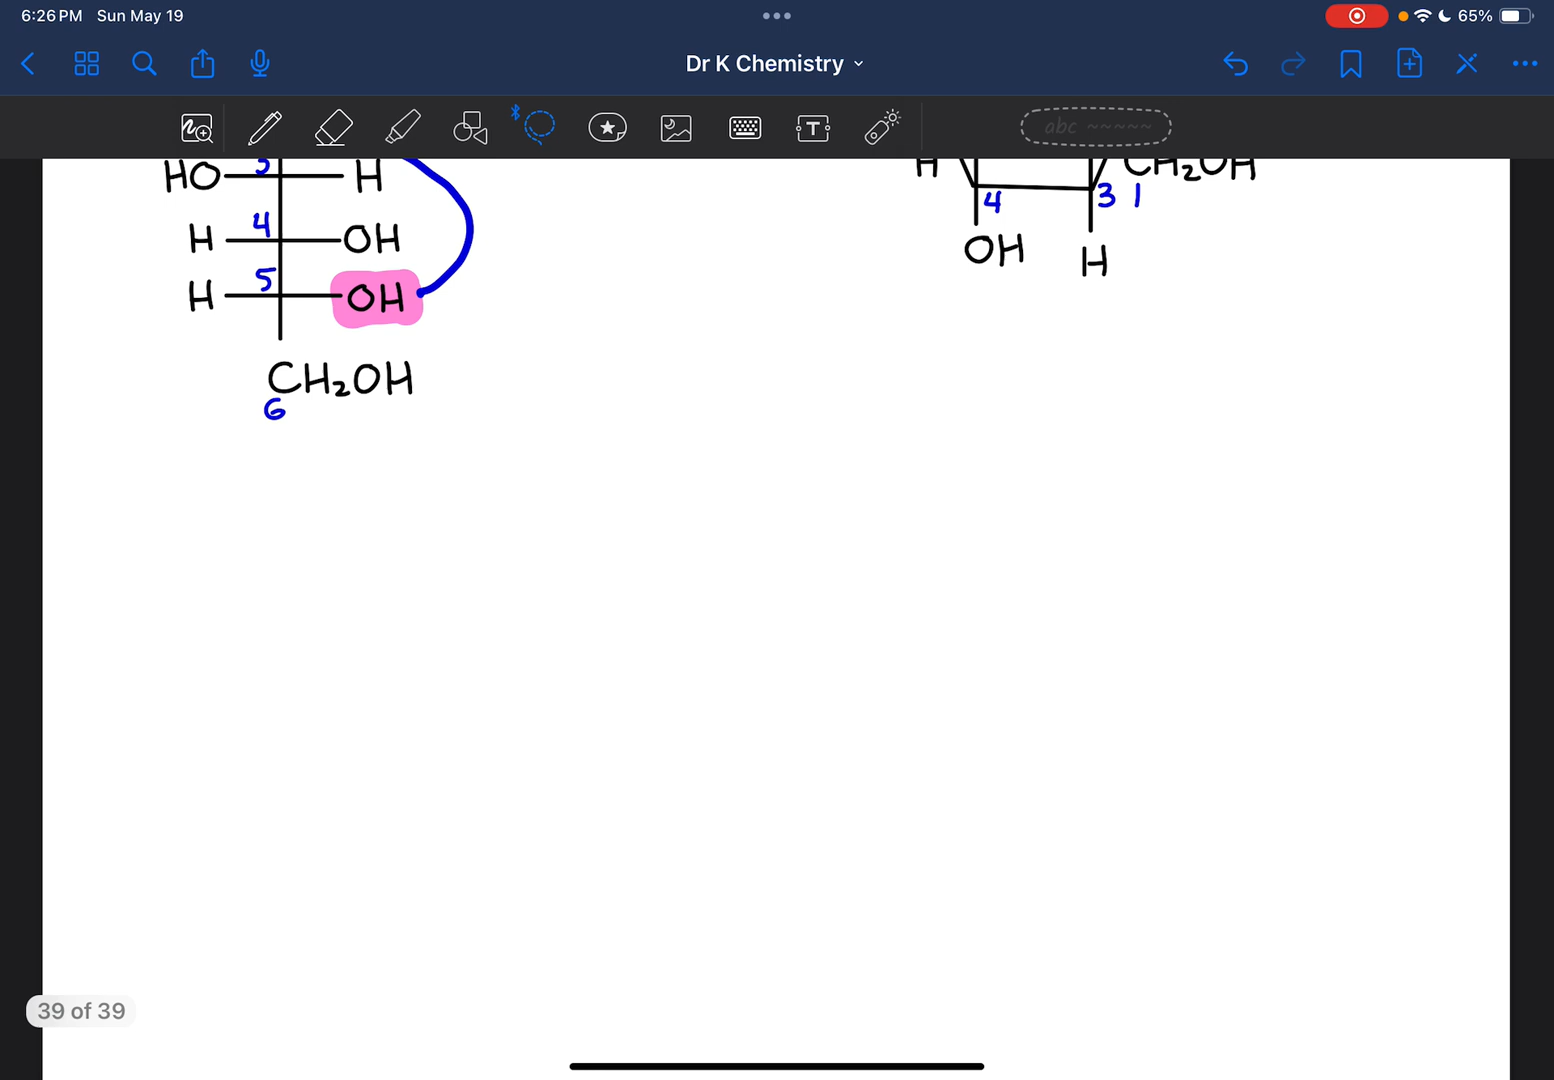 6:26 PM Sun May 19
65%
Dr K Chemistry
T
abc
HO 3 H
H 4 OH
H 5 OH
CH₂OH
6
H CH₂OH
4 3 1
OH H
39 of 39